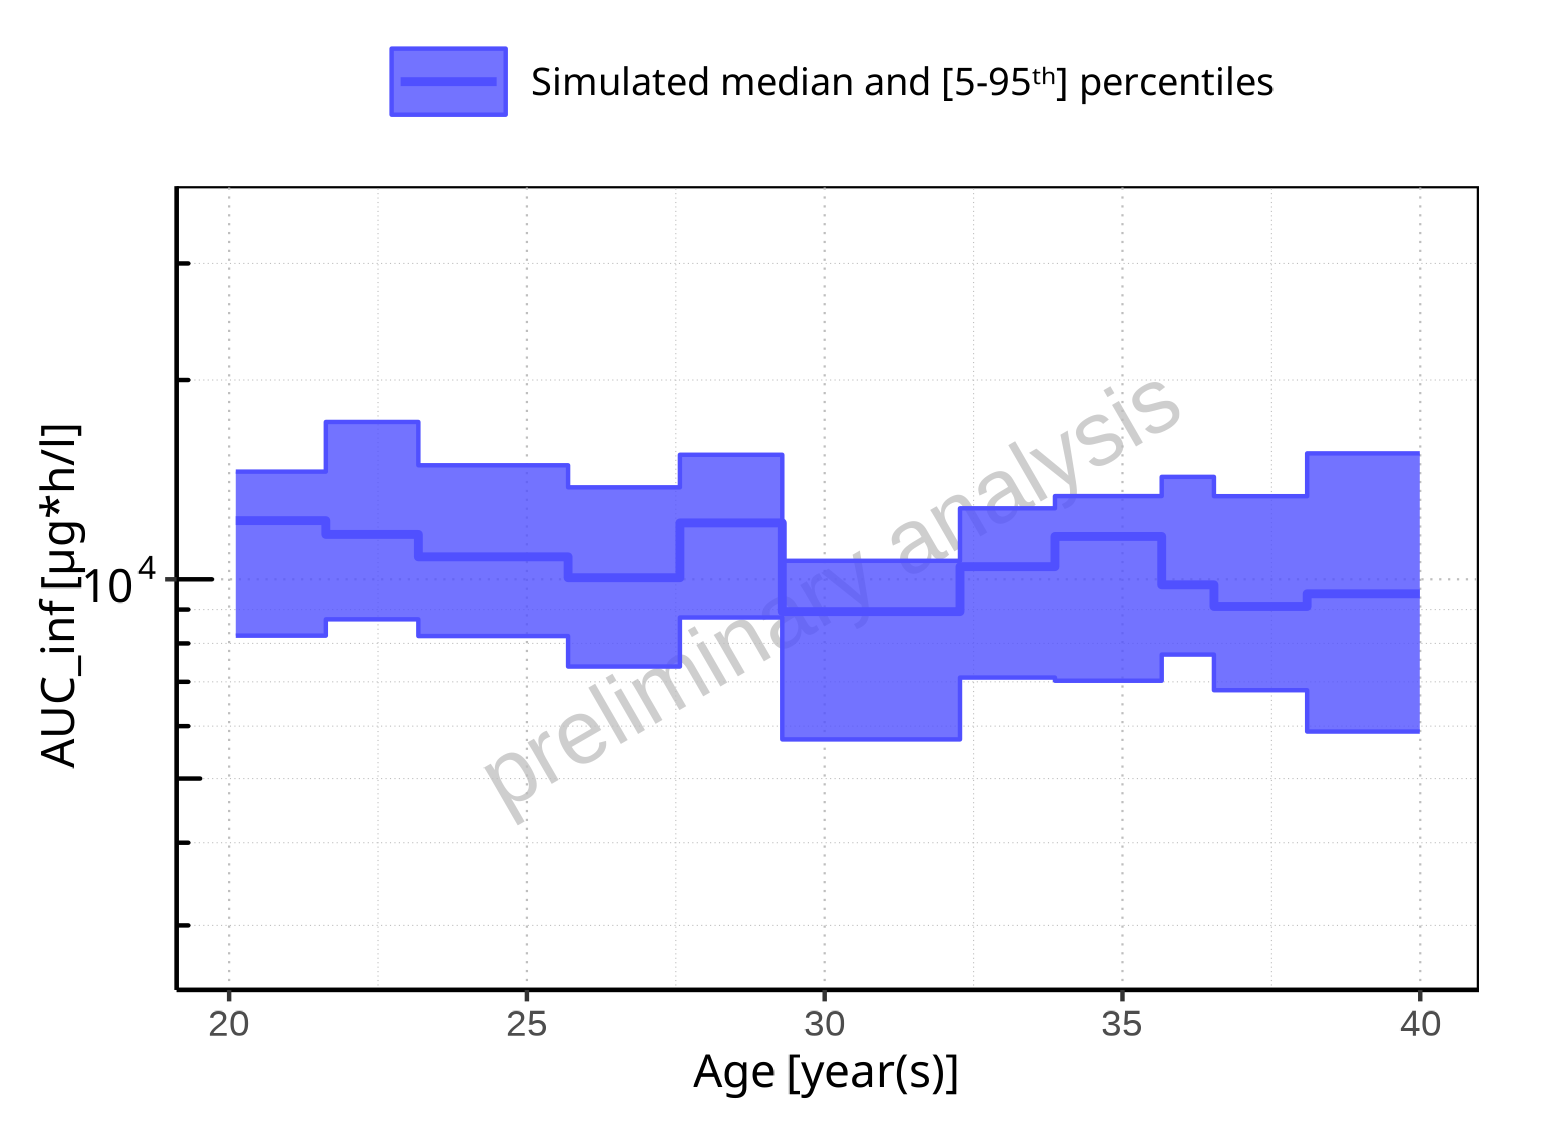 Simulated median and [5-95ᵗʰ] percentiles
AUC_inf [µg*h/l]
10⁴
preliminary analysis
20 25 30 35 40
Age [year(s)]